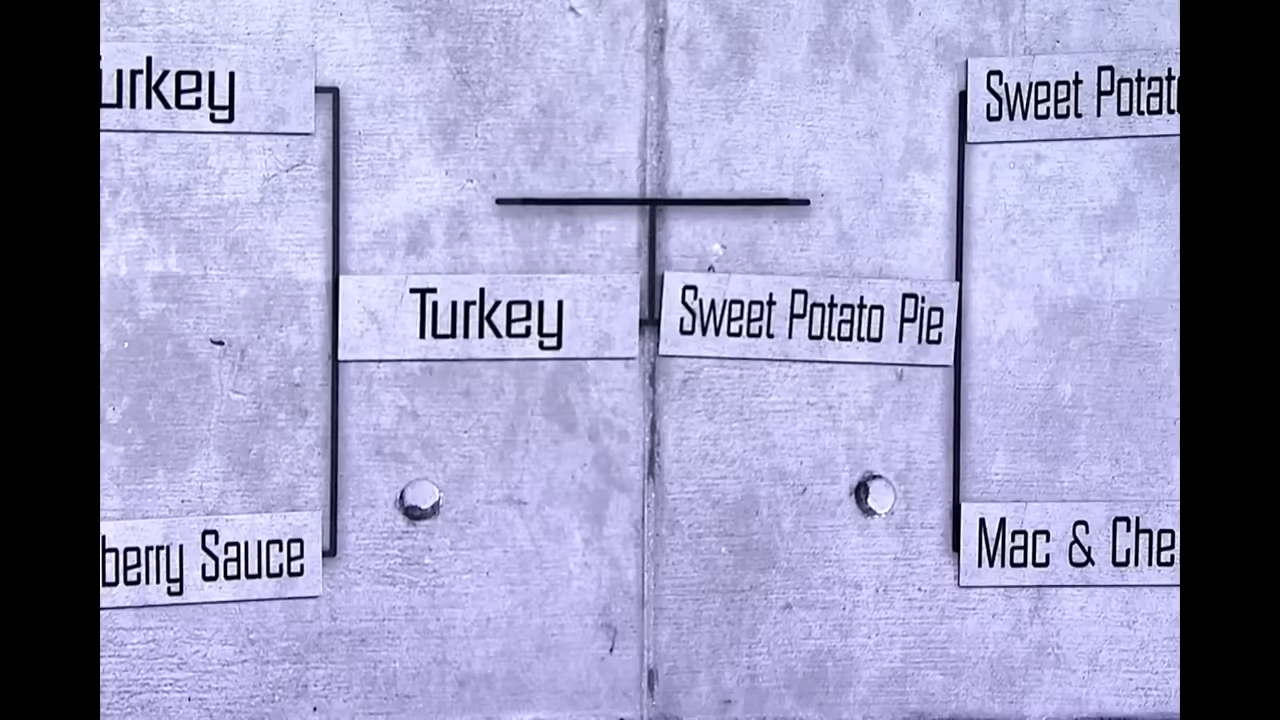 urkey
Sweet Potat
Turkey
Sweet Potato Pie
berry Sauce
Mac & Che